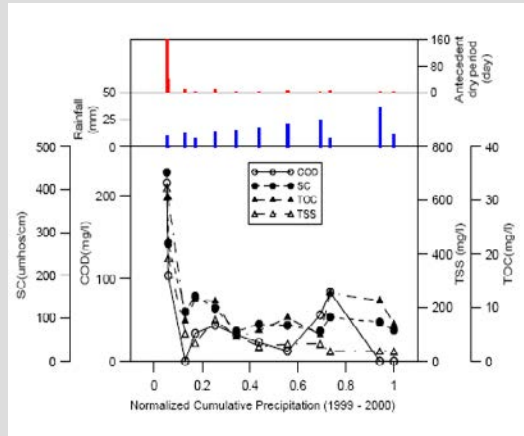 160
120
80
40
0
Antecedent
dry period
(day)
50
25
0
Rainfall
(mm)
500
400
300
200
100
0
SC(umhos/cm)
200
100
0
COD(mg/l)
COD
SC
TOC
TSS
800
600
400
200
0
TSS (mg/l)
40
30
20
10
0
TOC(mg/l)
0 0.2 0.4 0.6 0.8 1
Normalized Cumulative Precipitation (1999 - 2000)